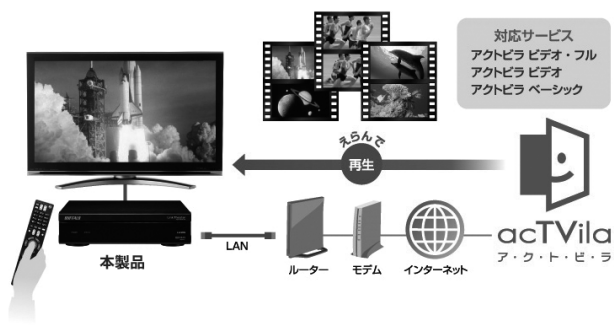 対応サービス
アクトビラ ビデオ・フル
アクトビラ ビデオ
アクトビラ ベーシック
えらんで
再生
BUFFALO
本製品
LAN
ルーター
モデム
インターネット
acTVila
ア・ク・ト・ビ・ラ